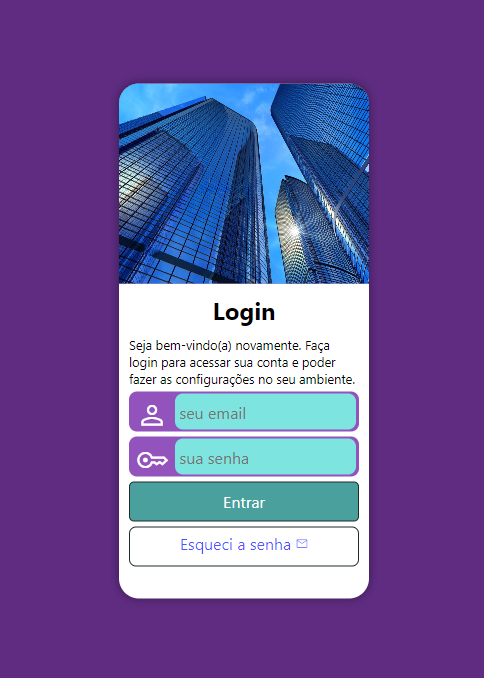 Login
Seja bem-vindo(a) novamente. Faça
login para acessar sua conta e poder
fazer as configurações no seu ambiente.
seu email
sua senha
Entrar
Esqueci a senha